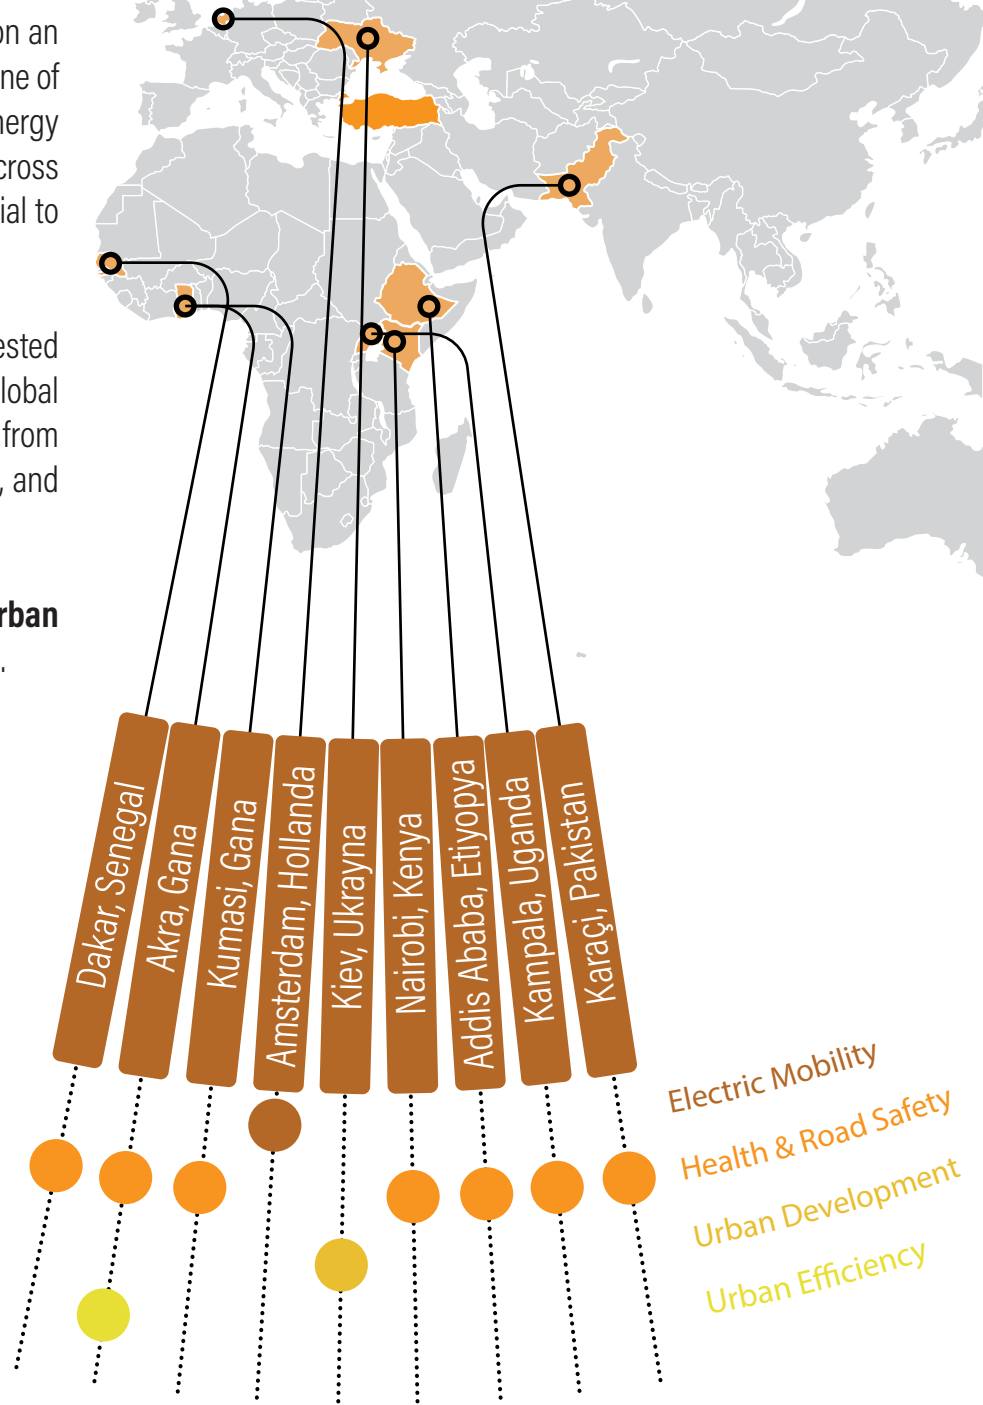 on an
ne of
nergy
cross
ial to
ested
lobal
from
, and
rban
Dakar, Senegal
Akra, Gana
Kumasi, Gana
Amsterdam, Hollanda
Kiev, Ukrayna
Nairobi, Kenya
Addis Ababa, Etiyopya
Kampala, Uganda
Karaçi, Pakistan
Electric Mobility
Health & Road Safety
Urban Development
Urban Efficiency